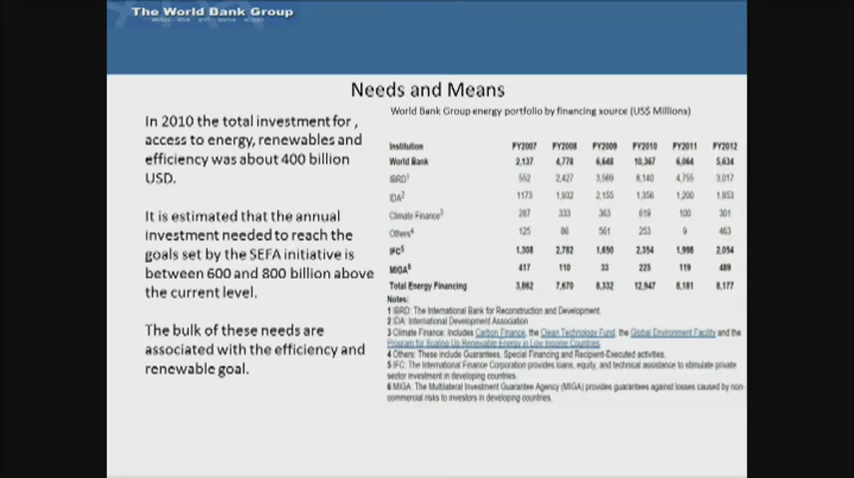 The World Bank Group
Needs and Means
In 2010 the total investment for ,
access to energy, renewables and
efficiency was about 400 billion
USD.
It is estimated that the annual
investment needed to reach the
goals set by the SEFA initiative is
between 600 and 800 billion above
the current level.
The bulk of these needs are
associated with the efficiency and
renewable goal.
World Bank Group energy portfolio by financing source (US$ Millions)
Institution FY2007 FY2008 FY2009 FY2010 FY2011 FY2012
World Bank 2,137 4,778 6,648 10,367 6,064 5,634
IBRD1 552 2,427 3,569 8,140 4,755 3,017
IDA2 1173 1,932 2,155 1,356 1,200 1,853
Climate Finance3 287 333 363 619 100 301
Others4 125 86 561 253 9 463
IFC5 1,308 2,782 1,650 2,354 1,998 2,054
MIGA6 417 110 33 225 119 489
Total Energy Financing 3,862 7,670 8,332 12,947 8,181 8,177
Notes:
1 IBRD: The International Bank for Reconstruction and Development
2 IDA: International Development Association
3 Climate Finance: Includes Carbon Finance, the Clean Technology Fund, the Global Environment Facility and the
Program for Scaling Up Renewable Energy in Low Income Countries.
4 Others: These include Guarantees, Special Financing and Recipient-Executed activities.
5 IFC: The International Finance Corporation provides loans, equity, and technical assistance to stimulate private
sector investment in developing countries.
6 MIGA: The Multilateral Investment Guarantee Agency (MIGA) provides guarantees against losses caused by non-
commercial risks to investors in developing countries.